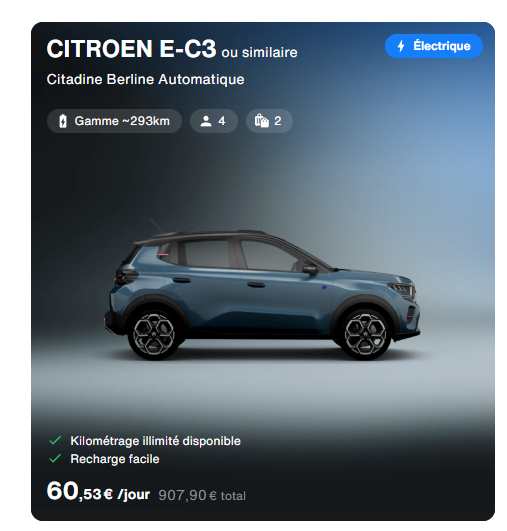 CITROEN E-C3 ou similaire
Électrique
Citadine Berline Automatique
Gamme ~293km 4 2
Kilométrage illimité disponible
Recharge facile
60,53 € /jour 907,90 € total